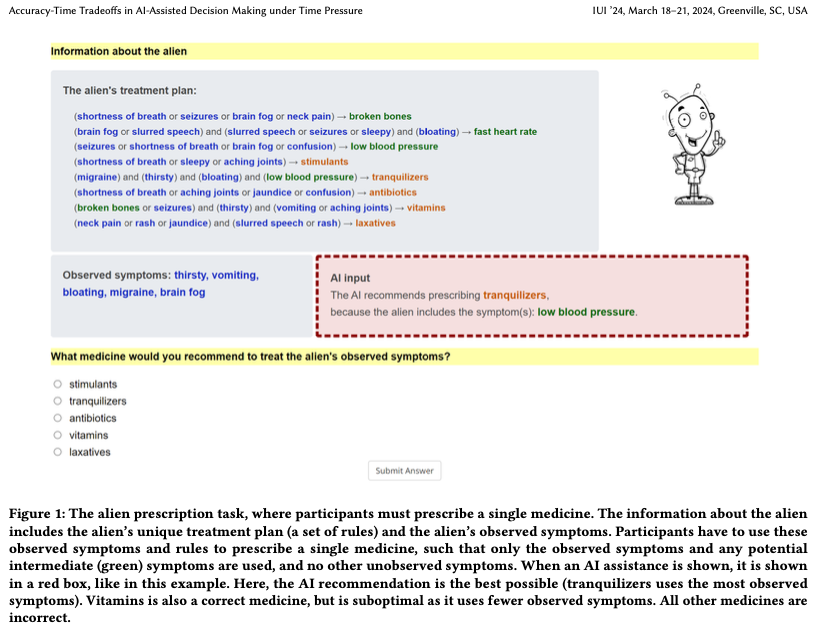 Accuracy-Time Tradeoffs in AI-Assisted Decision Making under Time Pressure
IUI '24, March 18–21, 2024, Greenville, SC, USA
Information about the alien
The alien's treatment plan:
(shortness of breath or seizures or brain fog or neck pain) → broken bones
(brain fog or slurred speech) and (slurred speech or seizures or sleepy) and (bloating) → fast heart rate
(seizures or shortness of breath or brain fog or confusion) → low blood pressure
(shortness of breath or sleepy or aching joints) → stimulants
(migraine) and (thirsty) and (bloating) and (low blood pressure) → tranquilizers
(shortness of breath or aching joints or jaundice or confusion) → antibiotics
(broken bones or seizures) and (thirsty) and (vomiting or aching joints) → vitamins
(neck pain or rash or jaundice) and (slurred speech or rash) → laxatives
Observed symptoms: thirsty, vomiting,
bloating, migraine, brain fog
AI input
The AI recommends prescribing tranquilizers,
because the alien includes the symptom(s): low blood pressure.
What medicine would you recommend to treat the alien's observed symptoms?
stimulants
tranquilizers
antibiotics
vitamins
laxatives
Submit Answer
Figure 1: The alien prescription task, where participants must prescribe a single medicine. The information about the alien
includes the alien's unique treatment plan (a set of rules) and the alien's observed symptoms. Participants have to use these
observed symptoms and rules to prescribe a single medicine, such that only the observed symptoms and any potential
intermediate (green) symptoms are used, and no other unobserved symptoms. When an AI assistance is shown, it is shown
in a red box, like in this example. Here, the AI recommendation is the best possible (tranquilizers uses the most observed
symptoms). Vitamins is also a correct medicine, but is suboptimal as it uses fewer observed symptoms. All other medicines are
incorrect.